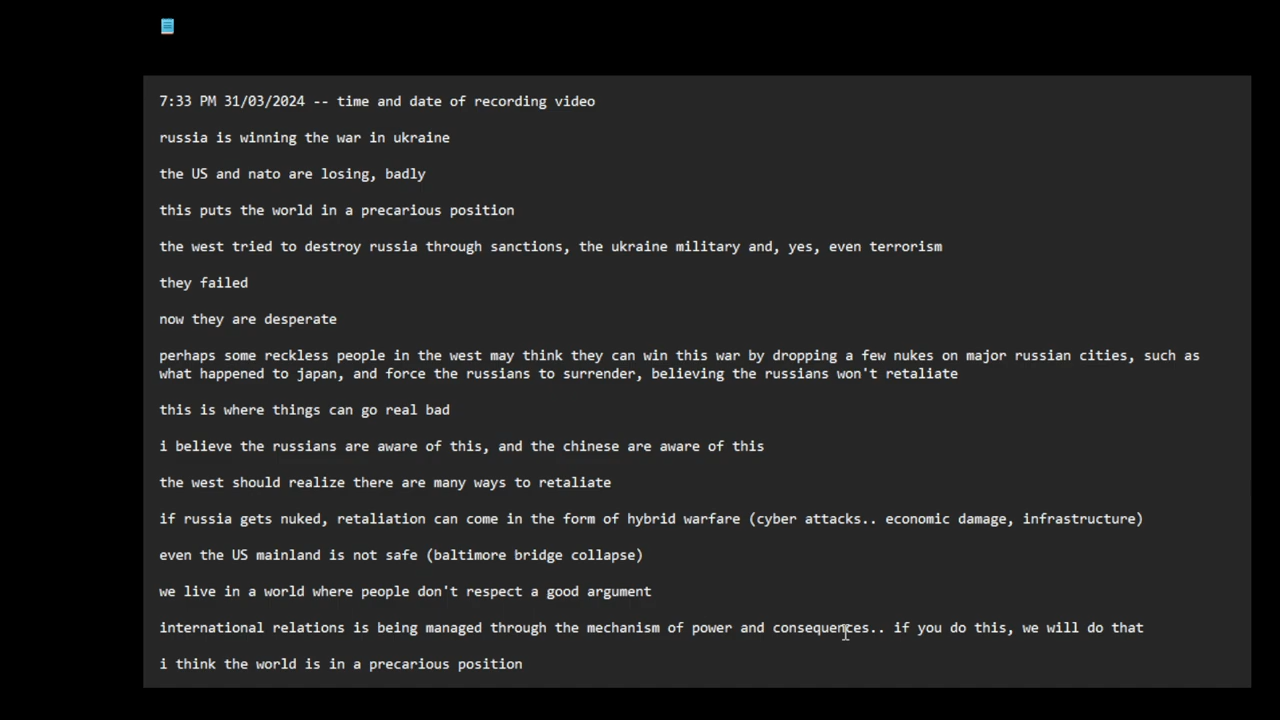 7:33 PM 31/03/2024 -- time and date of recording video
russia is winning the war in ukraine
the US and nato are losing, badly
this puts the world in a precarious position
the west tried to destroy russia through sanctions, the ukraine military and, yes, even terrorism
they failed
now they are desperate
perhaps some reckless people in the west may think they can win this war by dropping a few nukes on major russian cities, such as
what happened to japan, and force the russians to surrender, believing the russians won't retaliate
this is where things can go real bad
i believe the russians are aware of this, and the chinese are aware of this
the west should realize there are many ways to retaliate
if russia gets nuked, retaliation can come in the form of hybrid warfare (cyber attacks.. economic damage, infrastructure)
even the US mainland is not safe (baltimore bridge collapse)
we live in a world where people don't respect a good argument
international relations is being managed through the mechanism of power and consequences.. if you do this, we will do that
i think the world is in a precarious position